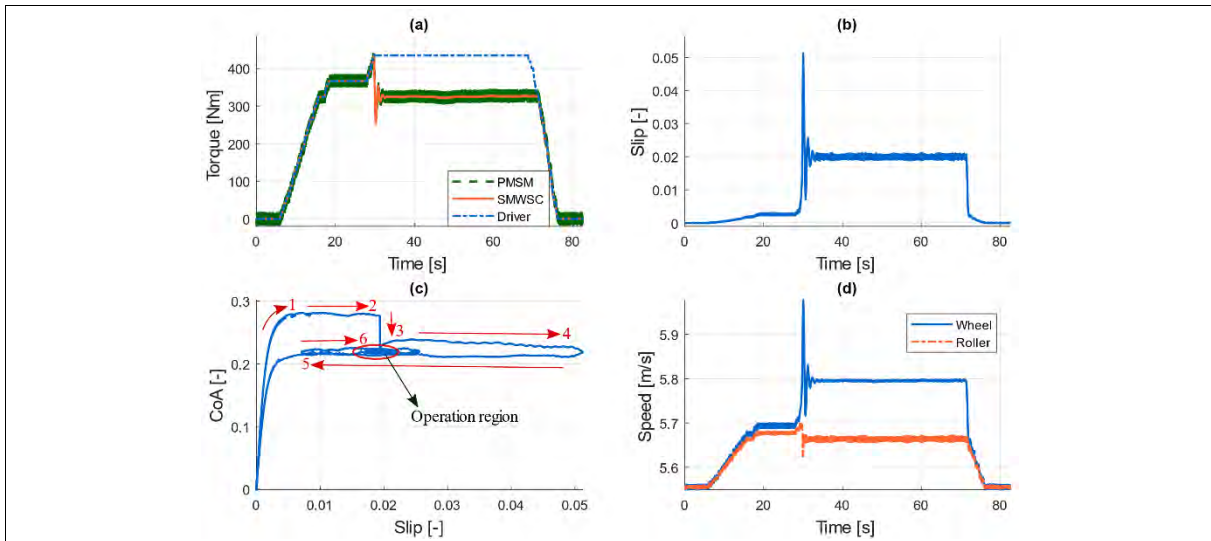 (a)
Torque [Nm]
400
300
200
100
0
0 20 40 60 80
Time [s]
PMSM
SMWSC
Driver
(b)
Slip [-]
0.05
0.04
0.03
0.02
0.01
0
0 20 40 60 80
Time [s]
(c)
CoA [-]
0.3
0.2
0.1
0
0 0.01 0.02 0.03 0.04 0.05
Slip [-]
1 2
3 4
6
5
Operation region
(d)
Speed [m/s]
5.9
5.8
5.7
5.6
0 20 40 60 80
Time [s]
Wheel
Roller